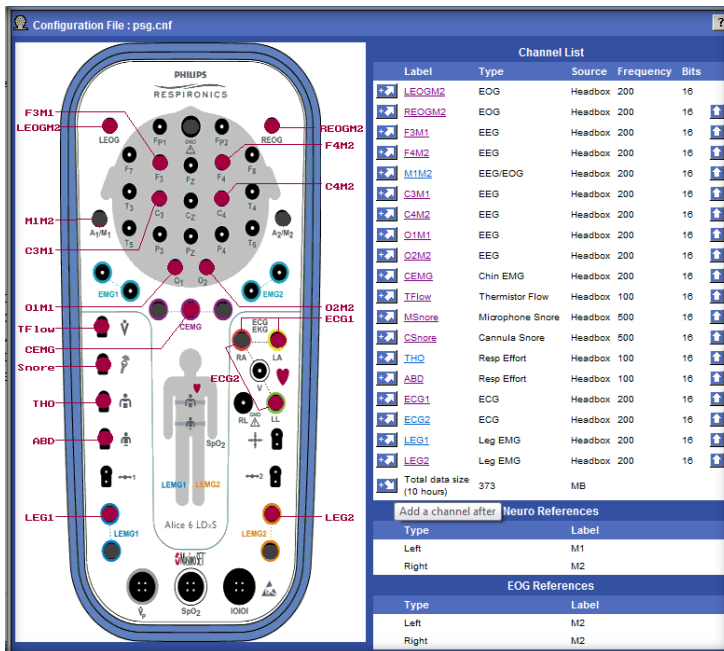 Configuration File : psg.cnf
?
PHILIPS
RESPIRONICS
F3M1
LEOGM2
REOGM2
F4M2
LEOG
FP1
GND
FP2
REOG
F7
F3
FZ
F4
F8
C4M2
T3
C3
CZ
C4
T4
M1M2
A1/M1
A2/M2
C3M1
T5
P3
PZ
P4
T6
O1
O2
EMG1
EMG2
O1M1
O2M2
ECG1
TFlow
CEMG
ECG
EKG
CEMG
RA
LA
Snore
ECG2
V
THO
RL
GND
LL
ABD
SpO2
1
2
LEMG1 LEMG2
LEG1
LEG2
LEMG1
LEMG2
Alice 6 LDxS
Masimo SET
VP
SpO2
IOIOI
Channel List
Label Type Source Frequency Bits
LEOGM2 EOG Headbox 200 16
REOGM2 EOG Headbox 200 16
F3M1 EEG Headbox 200 16
F4M2 EEG Headbox 200 16
M1M2 EEG/EOG Headbox 200 16
C3M1 EEG Headbox 200 16
C4M2 EEG Headbox 200 16
O1M1 EEG Headbox 200 16
O2M2 EEG Headbox 200 16
CEMG Chin EMG Headbox 200 16
TFlow Thermistor Flow Headbox 100 16
MSnore Microphone Snore Headbox 500 16
CSnore Cannula Snore Headbox 500 16
THO Resp Effort Headbox 100 16
ABD Resp Effort Headbox 100 16
ECG1 ECG Headbox 200 16
ECG2 ECG Headbox 200 16
LEG1 Leg EMG Headbox 200 16
LEG2 Leg EMG Headbox 200 16
Total data size
(10 hours) 373 MB
Add a channel after
Neuro References
Type Label
Left M1
Right M2
EOG References
Type Label
Left M2
Right M2